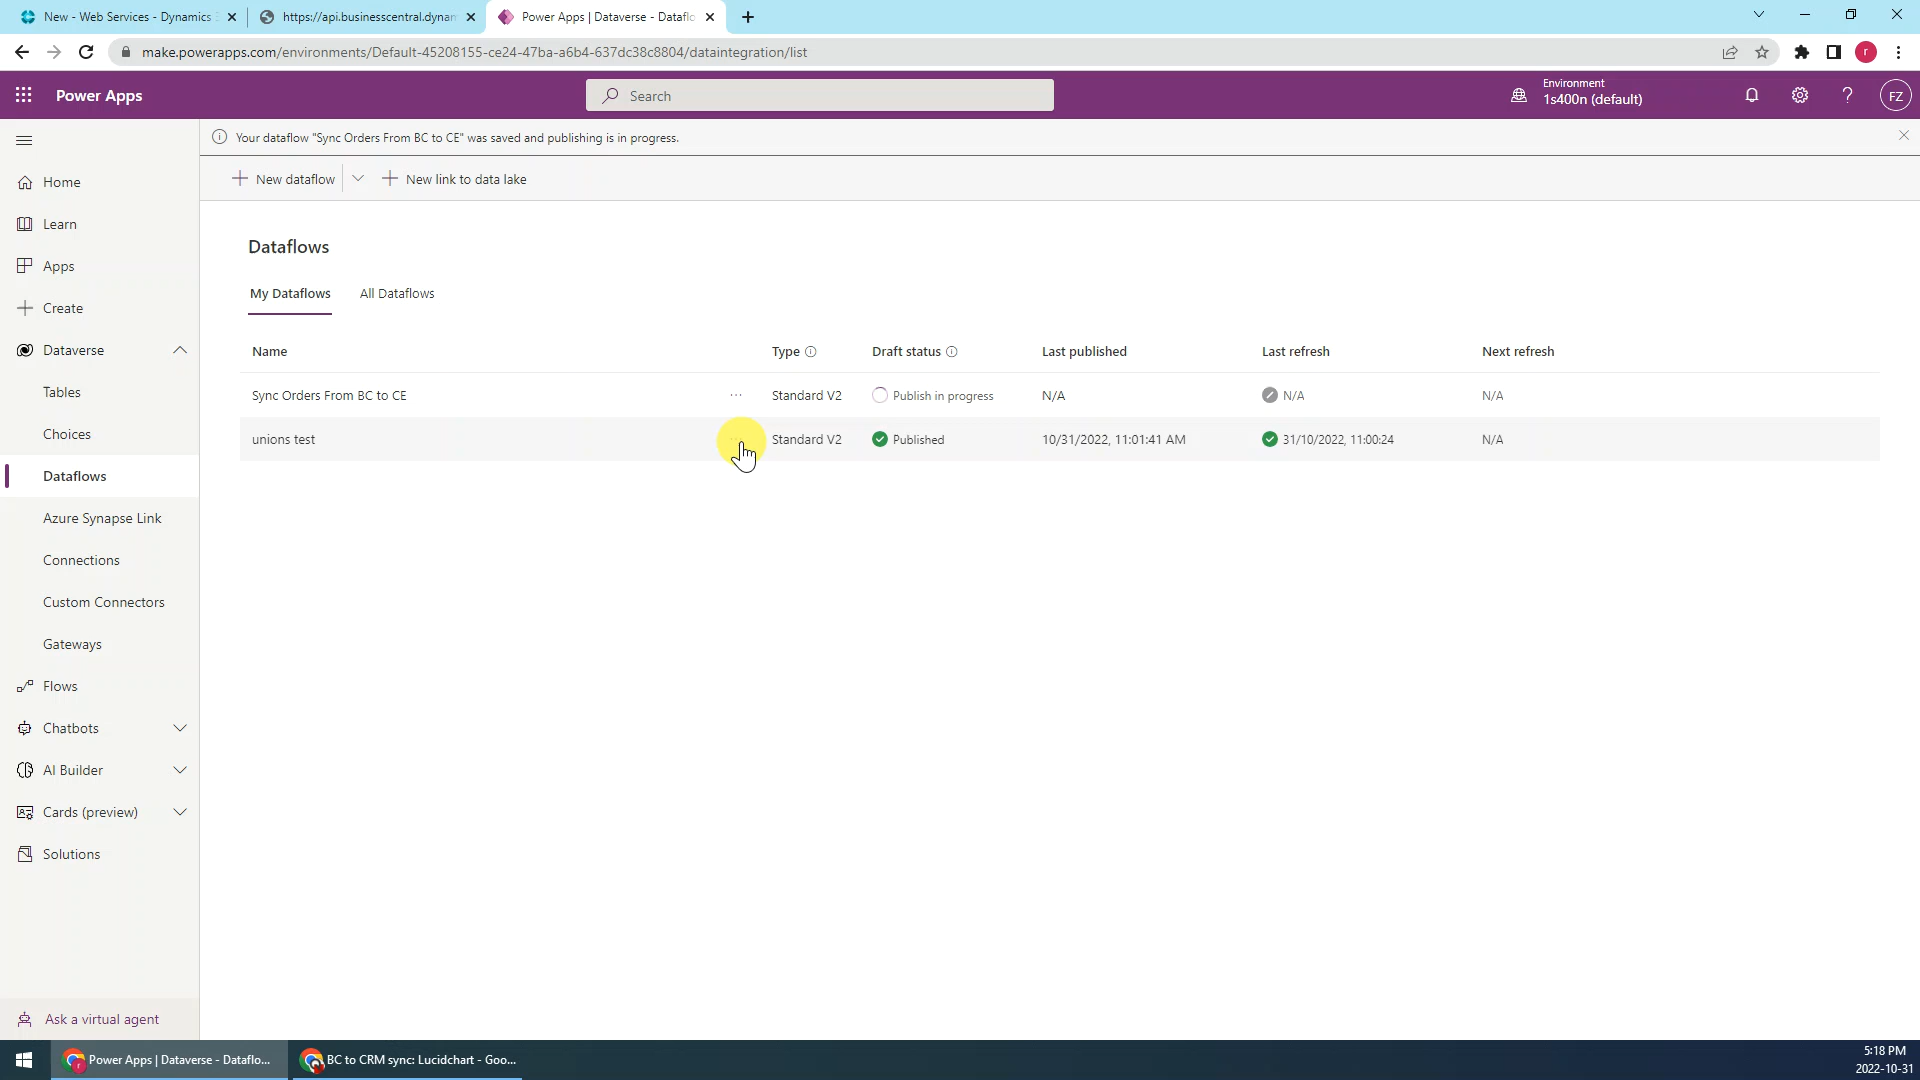 New - Web Services - Dynamics
https://api.businesscentral.dynam
Power Apps | Dataverse - Dataflo
make.powerapps.com/environments/Default-45208155-ce24-47ba-a6b4-637dc38c8804/dataintegration/list
r
Power Apps
Search
Environment
1s400n (default)
?
FZ
Your dataflow "Sync Orders From BC to CE" was saved and publishing is in progress.
New dataflow
New link to data lake
Home
Learn
Apps
Create
Dataverse
Tables
Choices
Dataflows
Azure Synapse Link
Connections
Custom Connectors
Gateways
Flows
Chatbots
AI Builder
Cards (preview)
Solutions
Ask a virtual agent
Dataflows
My Dataflows All Dataflows
Name Type Draft status Last published Last refresh Next refresh
Sync Orders From BC to CE ... Standard V2 Publish in progress N/A N/A N/A
unions test Standard V2 Published 10/31/2022, 11:01:41 AM 31/10/2022, 11:00:24 N/A
Power Apps | Dataverse - Dataflo...
BC to CRM sync: Lucidchart - Goo...
5:18 PM
2022-10-31